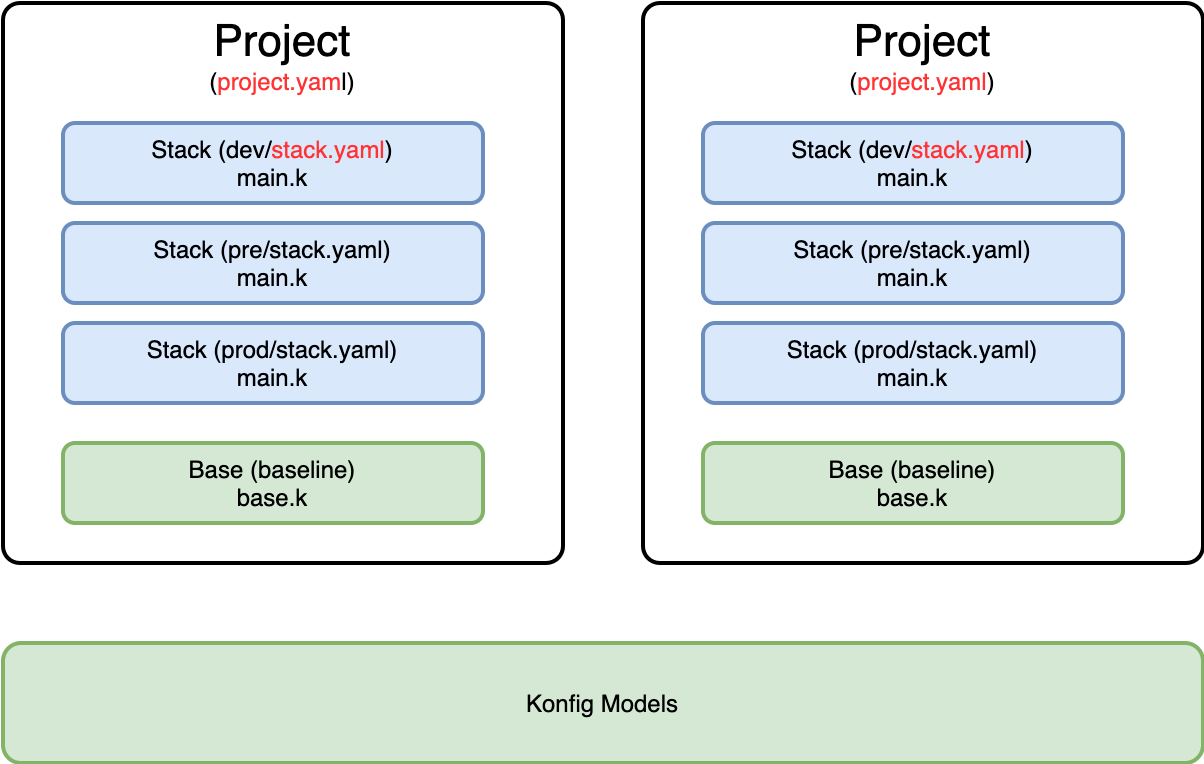 Project
(project.yaml)
Stack (dev/stack.yaml)
main.k
Stack (pre/stack.yaml)
main.k
Stack (prod/stack.yaml)
main.k
Base (baseline)
base.k
Project
(project.yaml)
Stack (dev/stack.yaml)
main.k
Stack (pre/stack.yaml)
main.k
Stack (prod/stack.yaml)
main.k
Base (baseline)
base.k
Konfig Models